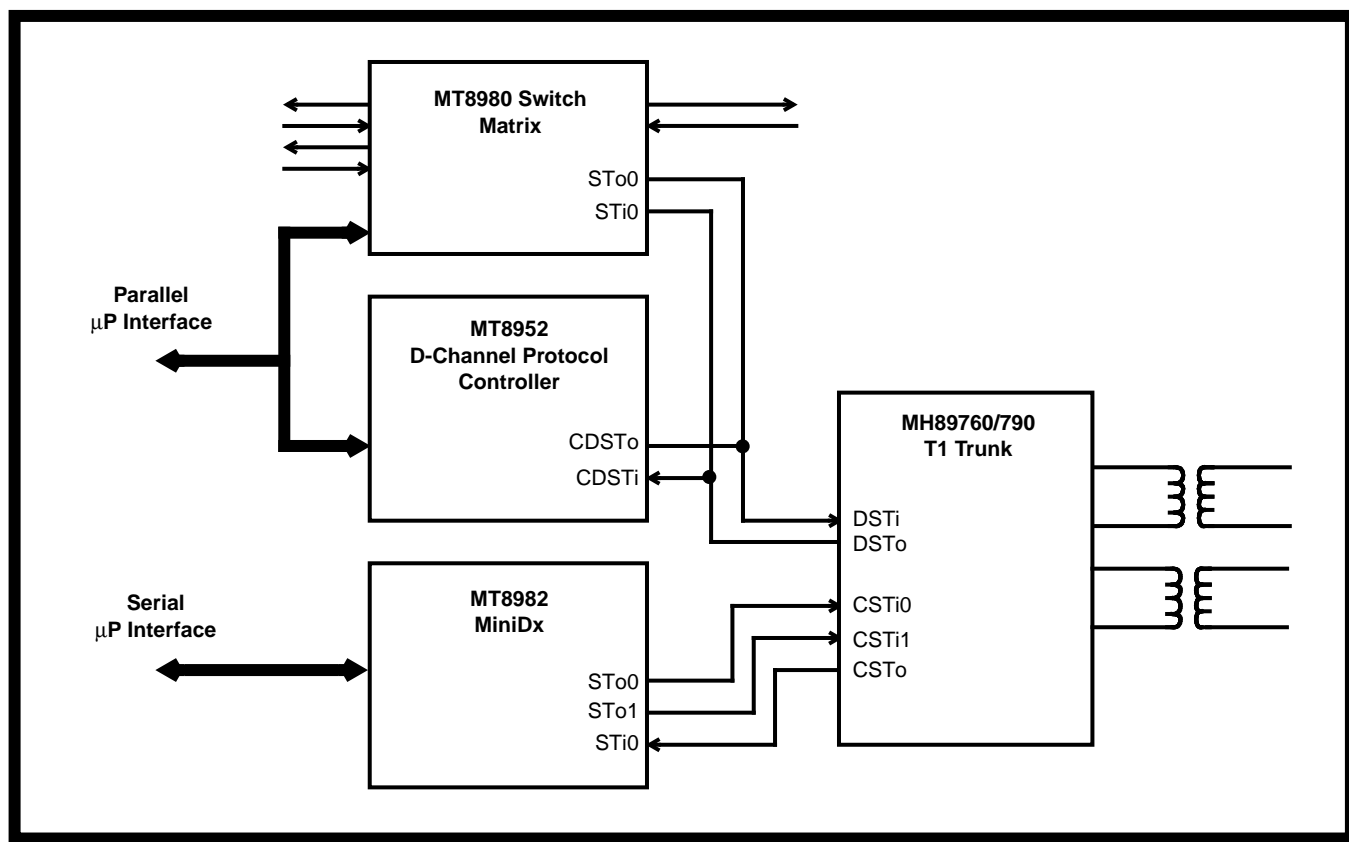 MT8980 Switch
Matrix
STo0
STi0
Parallel
μP Interface
MT8952
D-Channel Protocol
Controller
CDSTo
CDSTi
MH89760/790
T1 Trunk
DSTi
DSTo
CSTi0
CSTi1
CSTo
Serial
μP Interface
MT8982
MiniDx
STo0
STo1
STi0